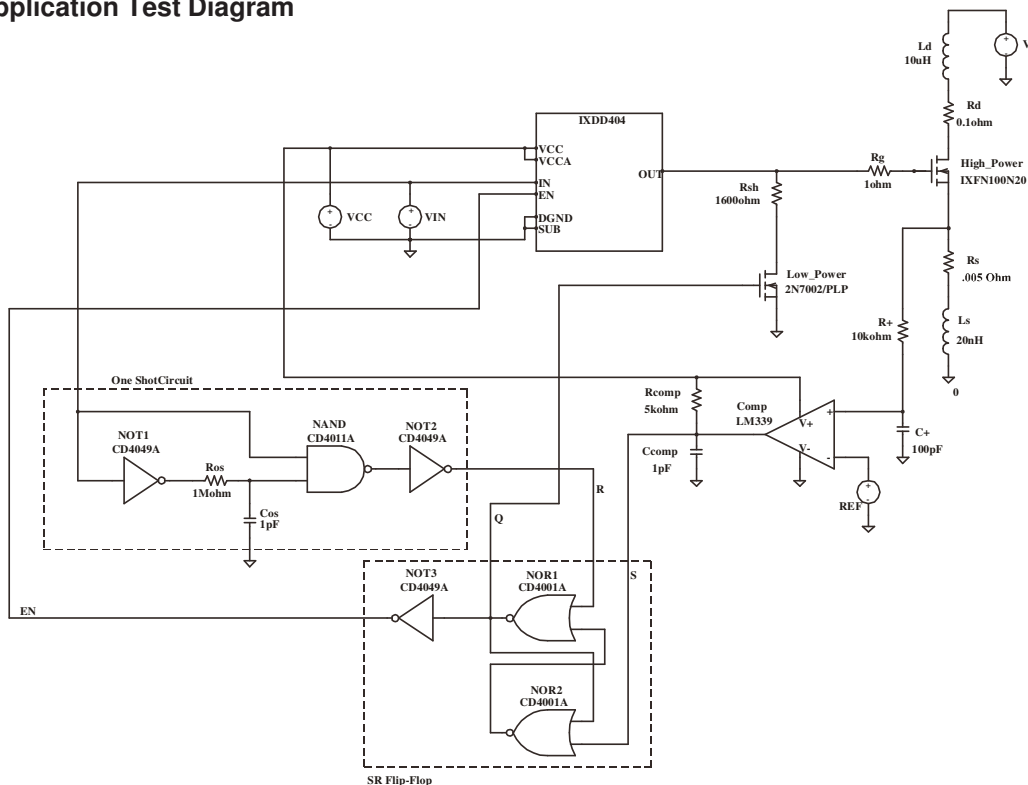 pplication Test Diagram
Ld
10uH
+
-
V
Rd
0.1ohm
IXDD404
VCC
VCCA
IN
EN
DGND
SUB
OUT
Rg
1ohm
High_Power
IXFN100N20
Rsh
1600ohm
+
-
VCC
+
-
VIN
Low_Power
2N7002/PLP
Rs
.005 Ohm
R+
10kohm
Ls
20nH
0
One ShotCircuit
Rcomp
5kohm
Comp
LM339
V+
V-
+
-
C+
100pF
Ccomp
1pF
+
-
REF
NOT1
CD4049A
Ros
1Mohm
Cos
1pF
NAND
CD4011A
NOT2
CD4049A
R
Q
S
EN
NOT3
CD4049A
NOR1
CD4001A
NOR2
CD4001A
SR Flip-Flop